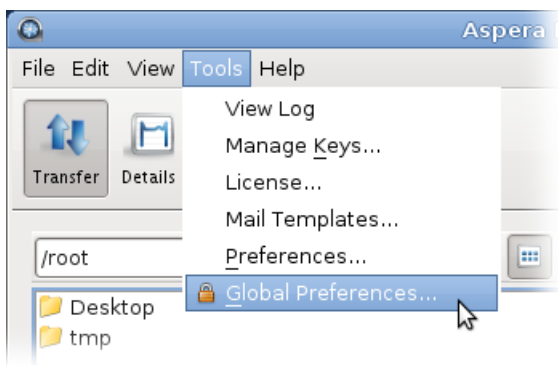 Aspera
File Edit View Tools Help
View Log
Manage Keys...
License...
Mail Templates...
Preferences...
Global Preferences...
Transfer Details
/root
Desktop
tmp